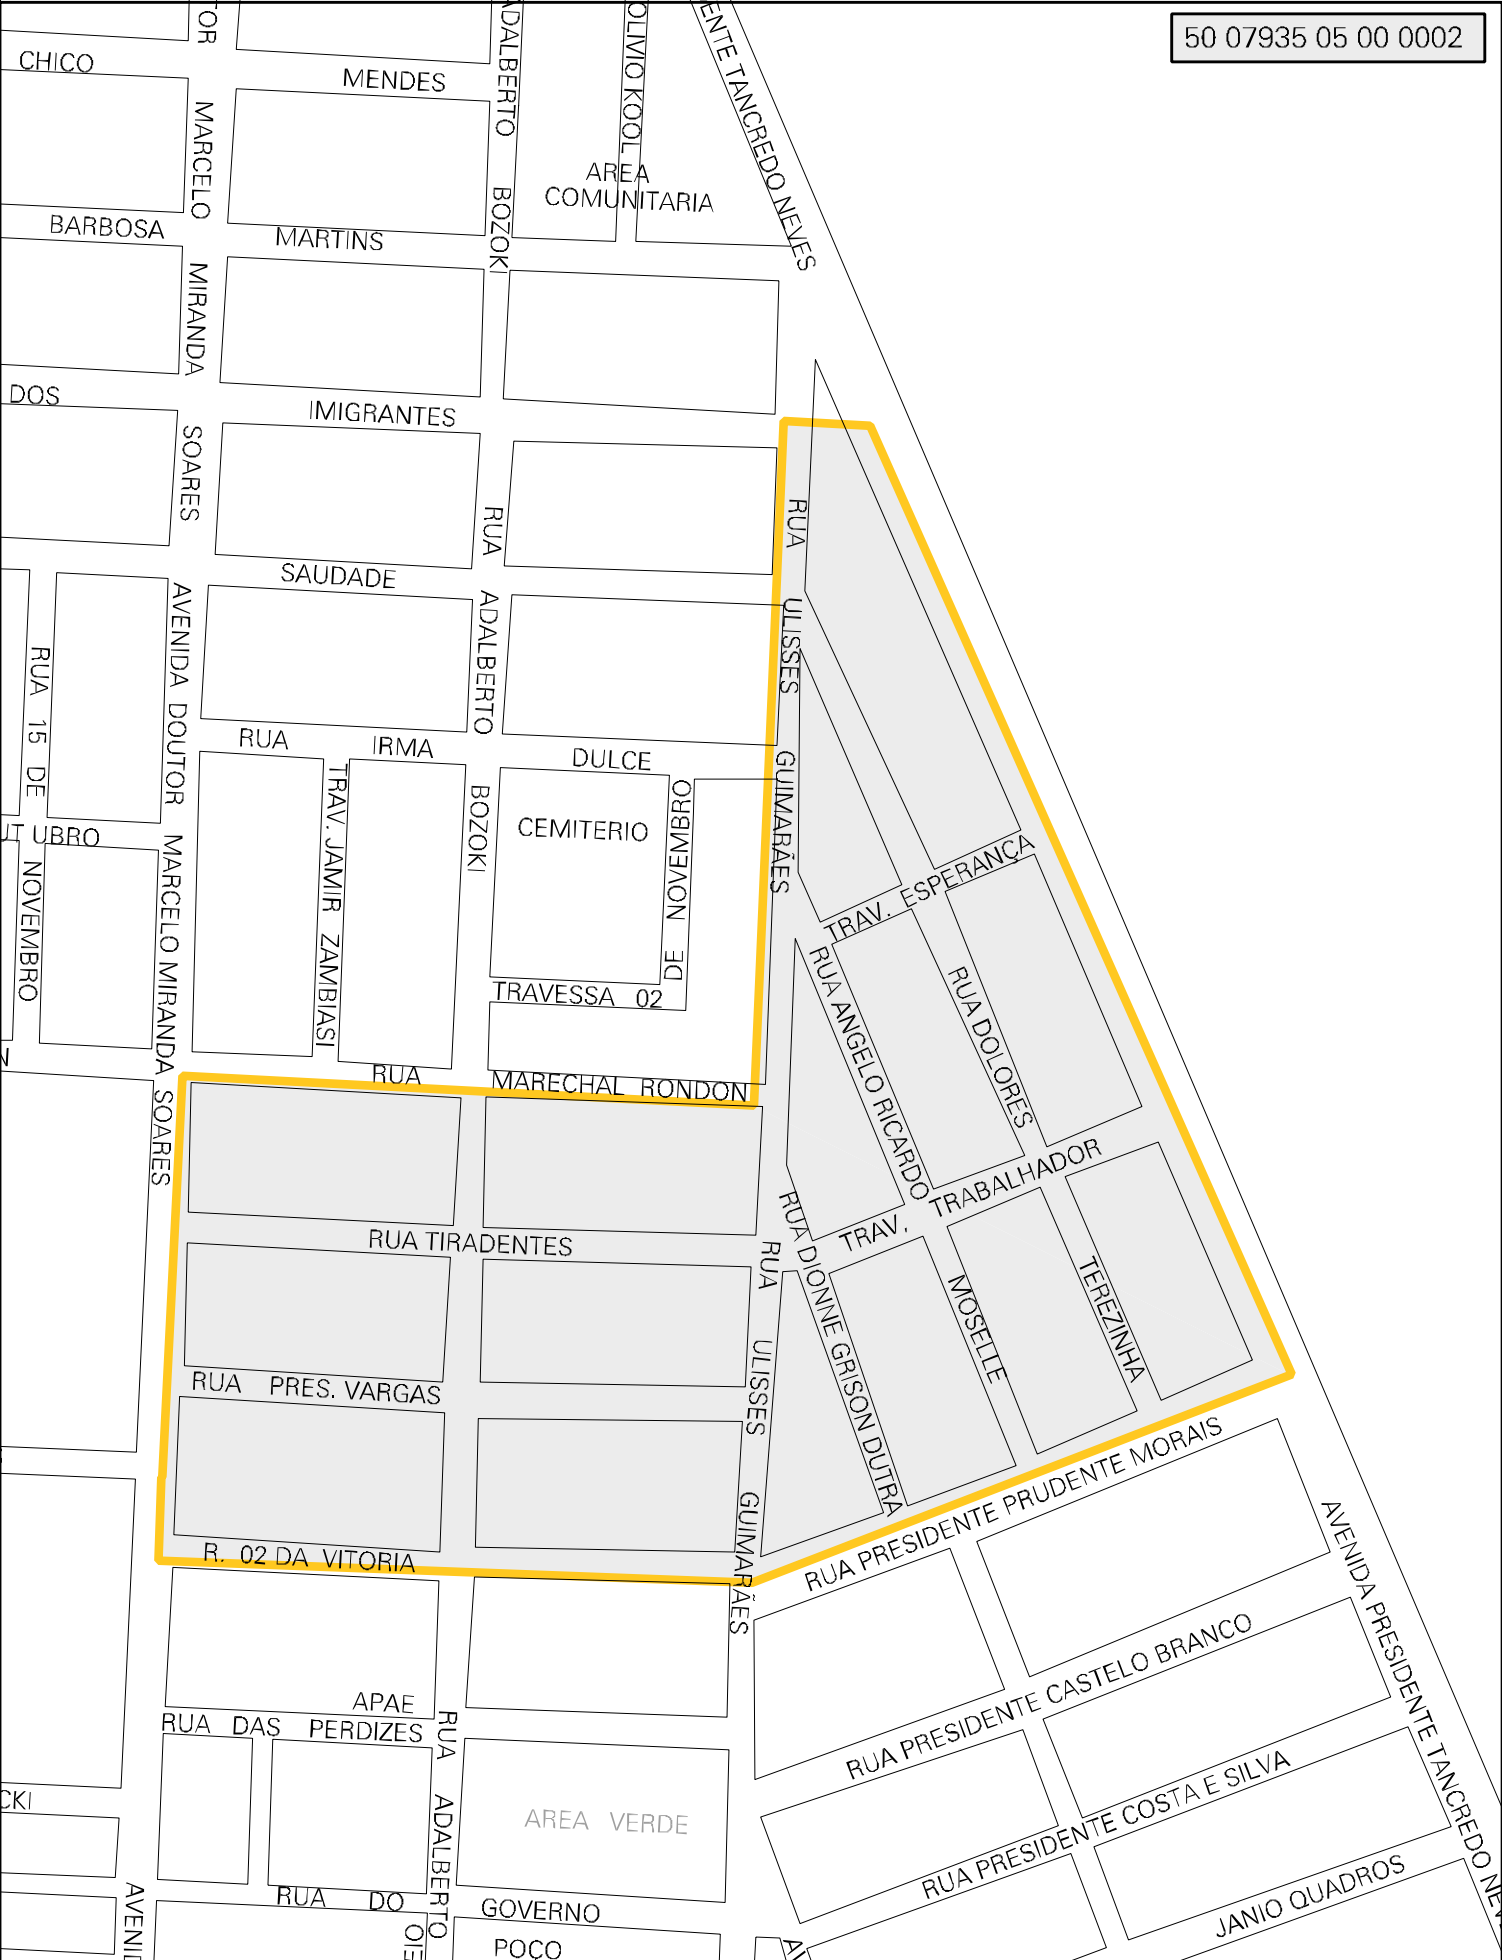 50 07935 05 00 0002
CHICO
MENDES
MARCELO
ADALBERTO
OLIVIO KOOL
TANCREDO NEVES
AREA
COMUNITARIA
BARBOSA
MARTINS
BOZOKI
MIRANDA
DOS
IMIGRANTES
SOARES
RUA
RUA
SAUDADE
AVENIDA DOUTOR MARCELO MIRANDA SOARES
ADALBERTO
ULISSES
RUA 15 DE
NOVEMBRO
RUA IRMA DULCE
GUIMARÃES
TRAV. JAMIR ZAMBIASI
BOZOKI
CEMITERIO
DE NOVEMBRO
TRAV. ESPERANÇA
RUA ANGELO RICARDO
RUA DOLORES
TRAVESSA 02
RUA MARECHAL RONDON
TRAV. TRABALHADOR
RUA DIONNE GRISON DUTRA
RUA TIRADENTES
RUA ULISSES GUIMARÃES
MOSELLE
TEREZINHA
RUA PRES. VARGAS
RUA PRESIDENTE PRUDENTE MORAIS
R. 02 DA VITORIA
AVENIDA PRESIDENTE TANCREDO
RUA PRESIDENTE CASTELO BRANCO
APAE
RUA DAS PERDIZES
RUA ADALBERTO
RUA PRESIDENTE COSTA E SILVA
AREA VERDE
JANIO QUADROS
RUA DO GOVERNO
POCO